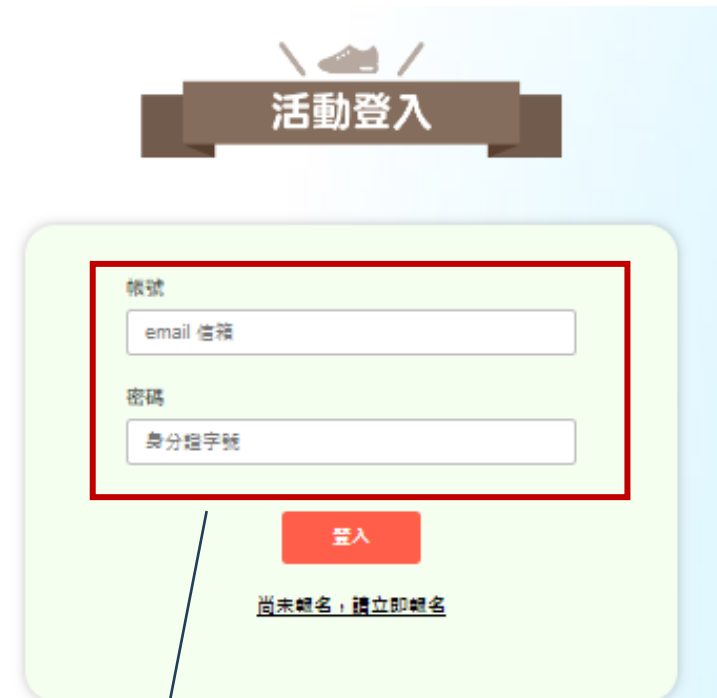 活動登入
帳號
email 信箱
密碼
身分證字號
登入
尚未報名，請立即報名